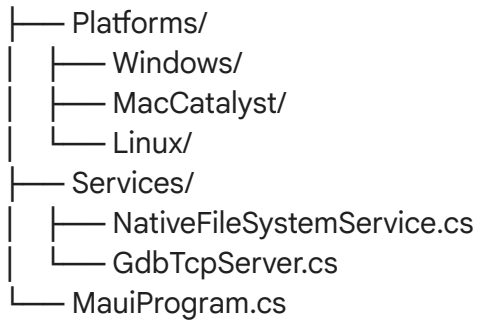 ├── Platforms/
│   ├── Windows/
│   ├── MacCatalyst/
│   └── Linux/
├── Services/
│   ├── NativeFileSystemService.cs
│   └── GdbTcpServer.cs
└── MauiProgram.cs